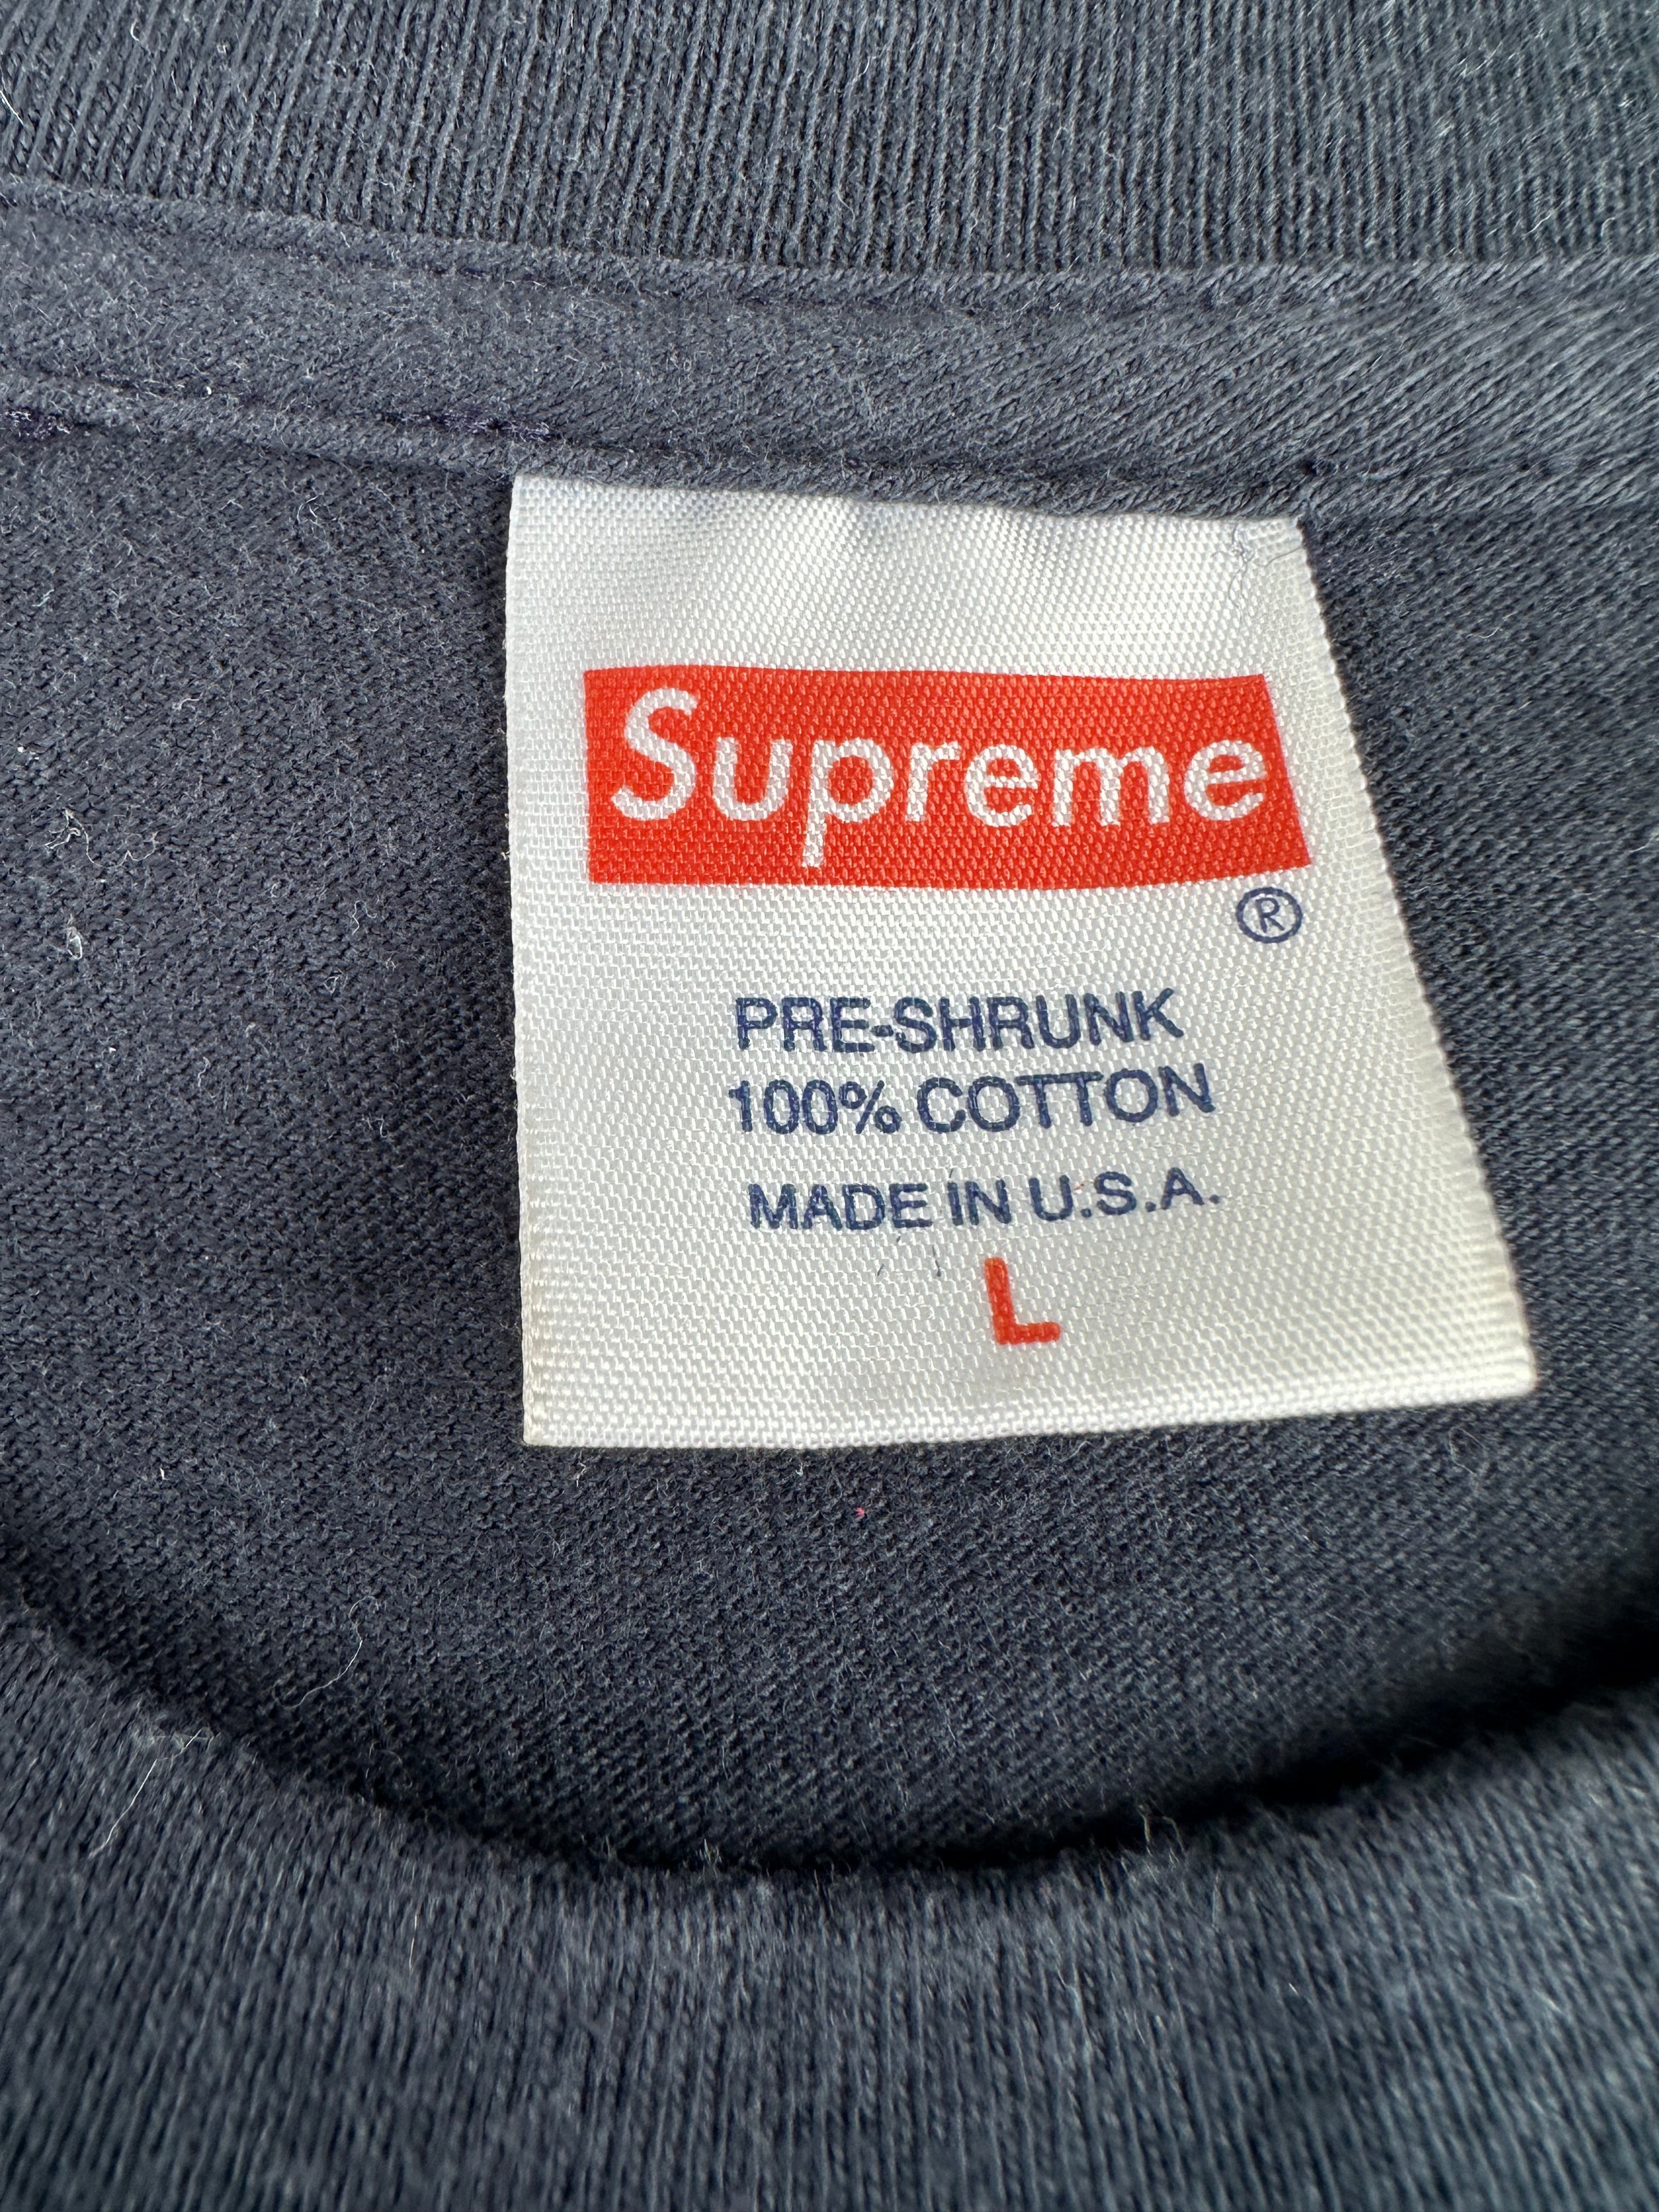 Supreme
®
PRE-SHRUNK
100% COTTON
MADE IN U.S.A.
L